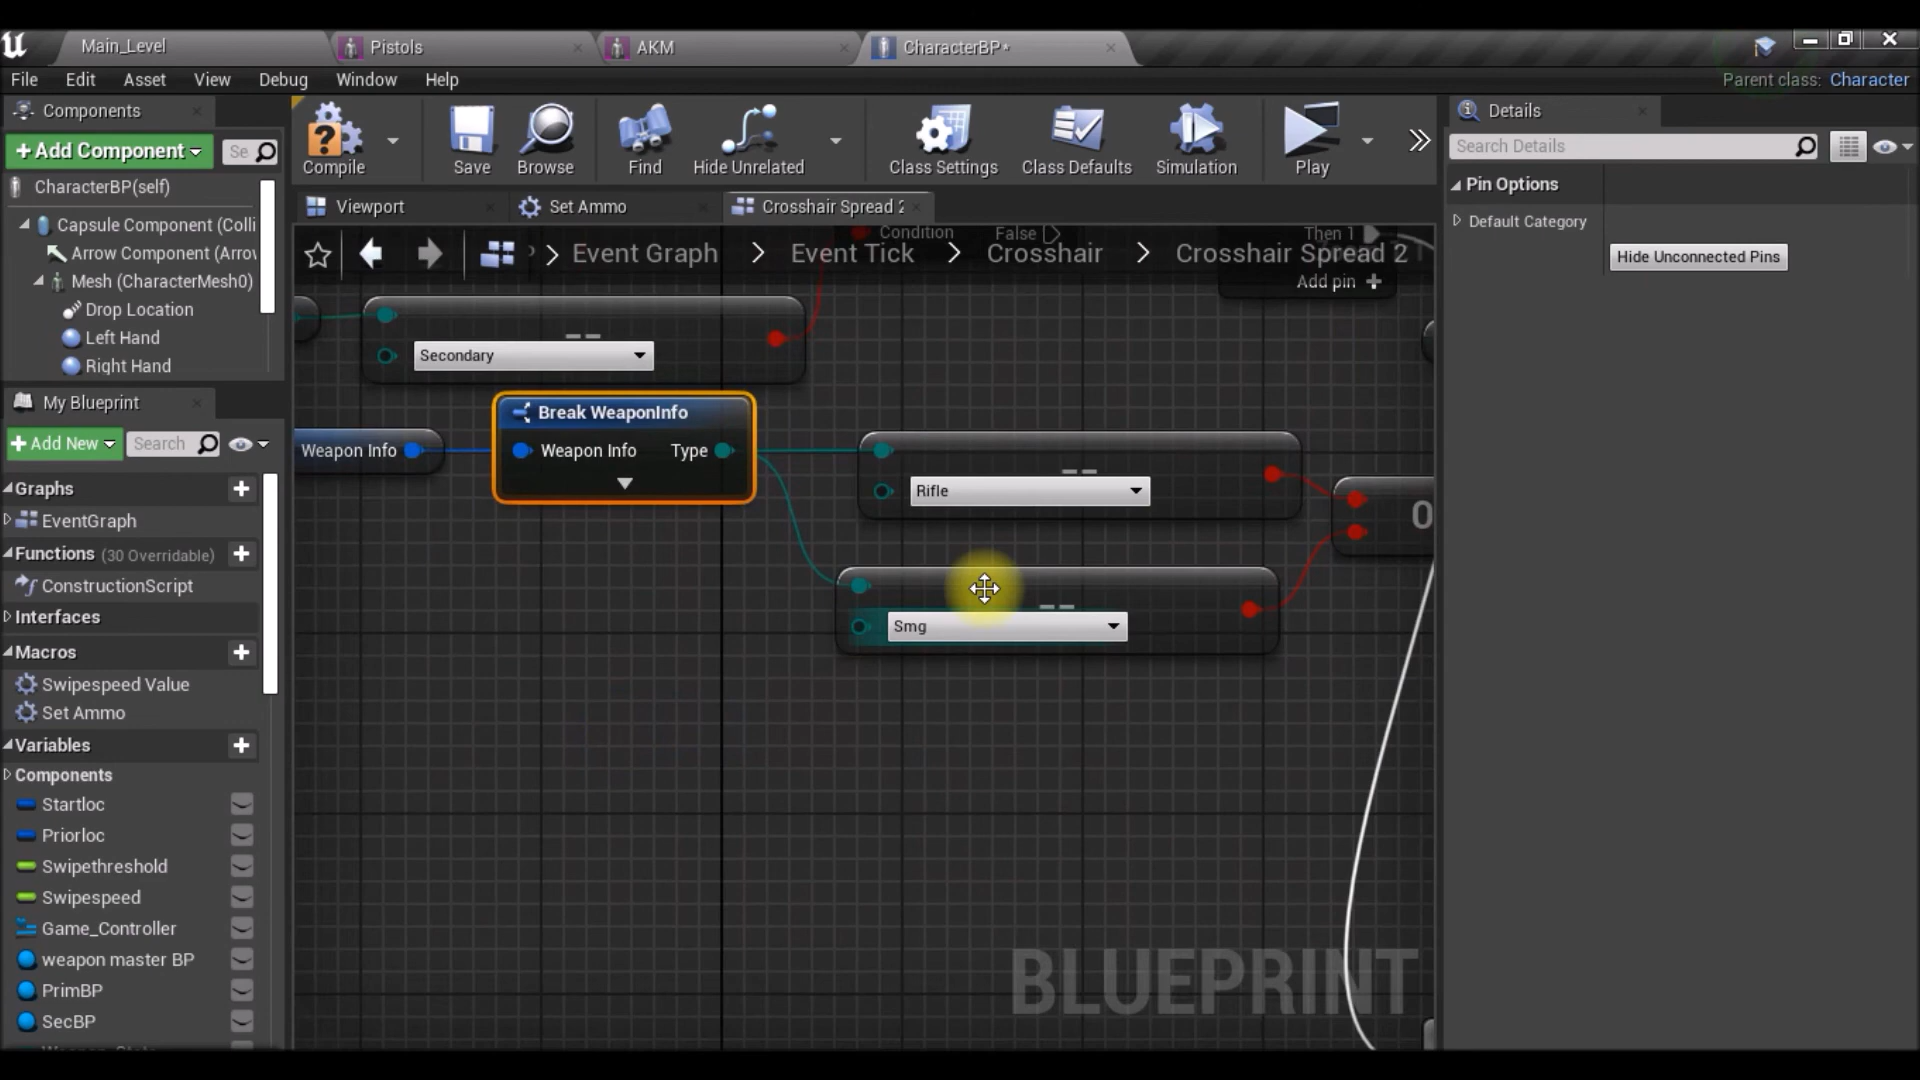 Main_Level
Pistols
AKM
CharacterBP*
File
Edit
Asset
View
Debug
Window
Help
Parent class: Character
Components
+ Add Component
Se
CharacterBP(self)
Capsule Component (Colli
Arrow Component (Arrov
Mesh (CharacterMesh0)
Drop Location
Left Hand
Right Hand
My Blueprint
+ Add New
Search
Graphs
EventGraph
Functions (30 Overridable)
ConstructionScript
Interfaces
Macros
Swipespeed Value
Set Ammo
Variables
Components
Startloc
Priorloc
Swipethreshold
Swipespeed
Game_Controller
weapon master BP
PrimBP
SecBP
Compile
Save
Browse
Find
Hide Unrelated
Class Settings
Class Defaults
Simulation
Play
Viewport
Set Ammo
Crosshair Spread 2
Condition
False
Then 1
Event Graph > Event Tick > Crosshair > Crosshair Spread 2
Add pin +
==
Secondary
Break WeaponInfo
Weapon Info
Weapon Info
Type
==
Rifle
==
Smg
BLUEPRINT
Details
Search Details
Pin Options
Default Category
Hide Unconnected Pins